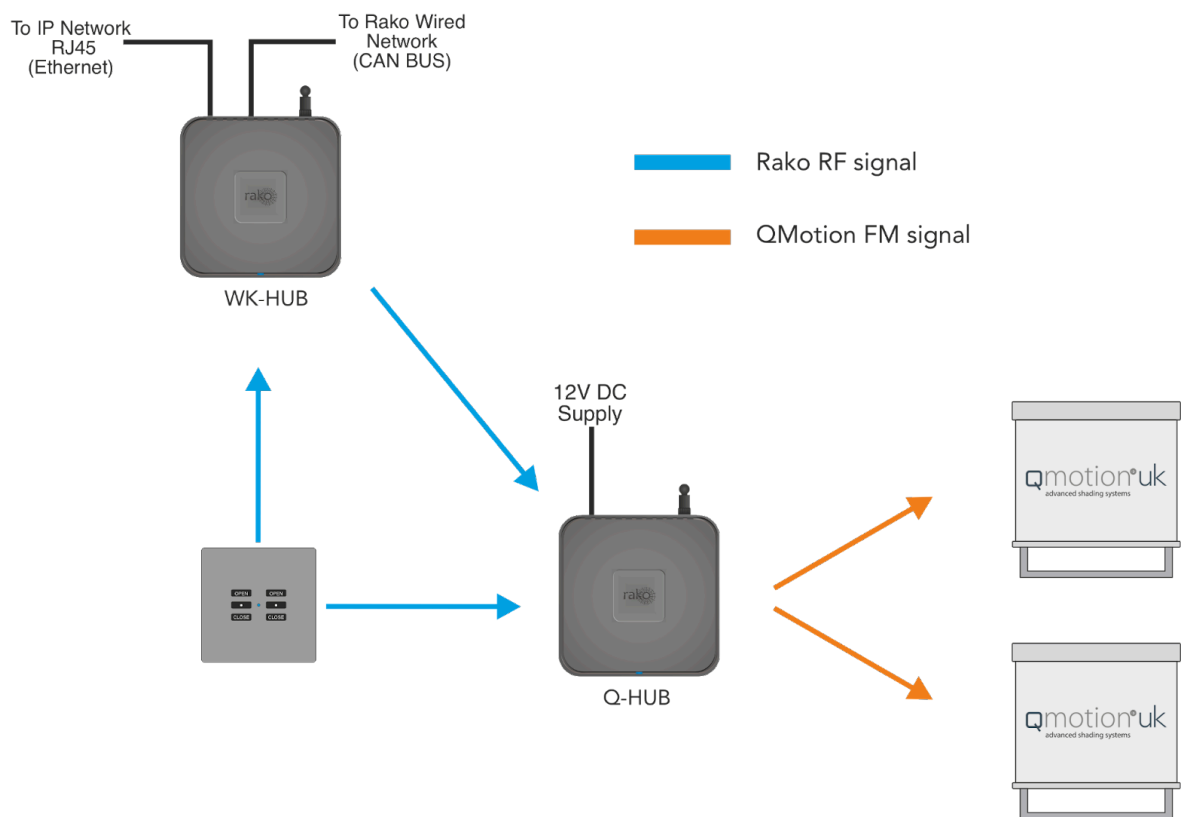 To IP Network
RJ45
(Ethernet)
To Rako Wired
Network
(CAN BUS)
rako
WK-HUB
Rako RF signal
QMotion FM signal
12V DC
Supply
OPEN OPEN
CLOSE CLOSE
rako
Q-HUB
Qmotion uk
advanced shading systems
Qmotion uk
advanced shading systems